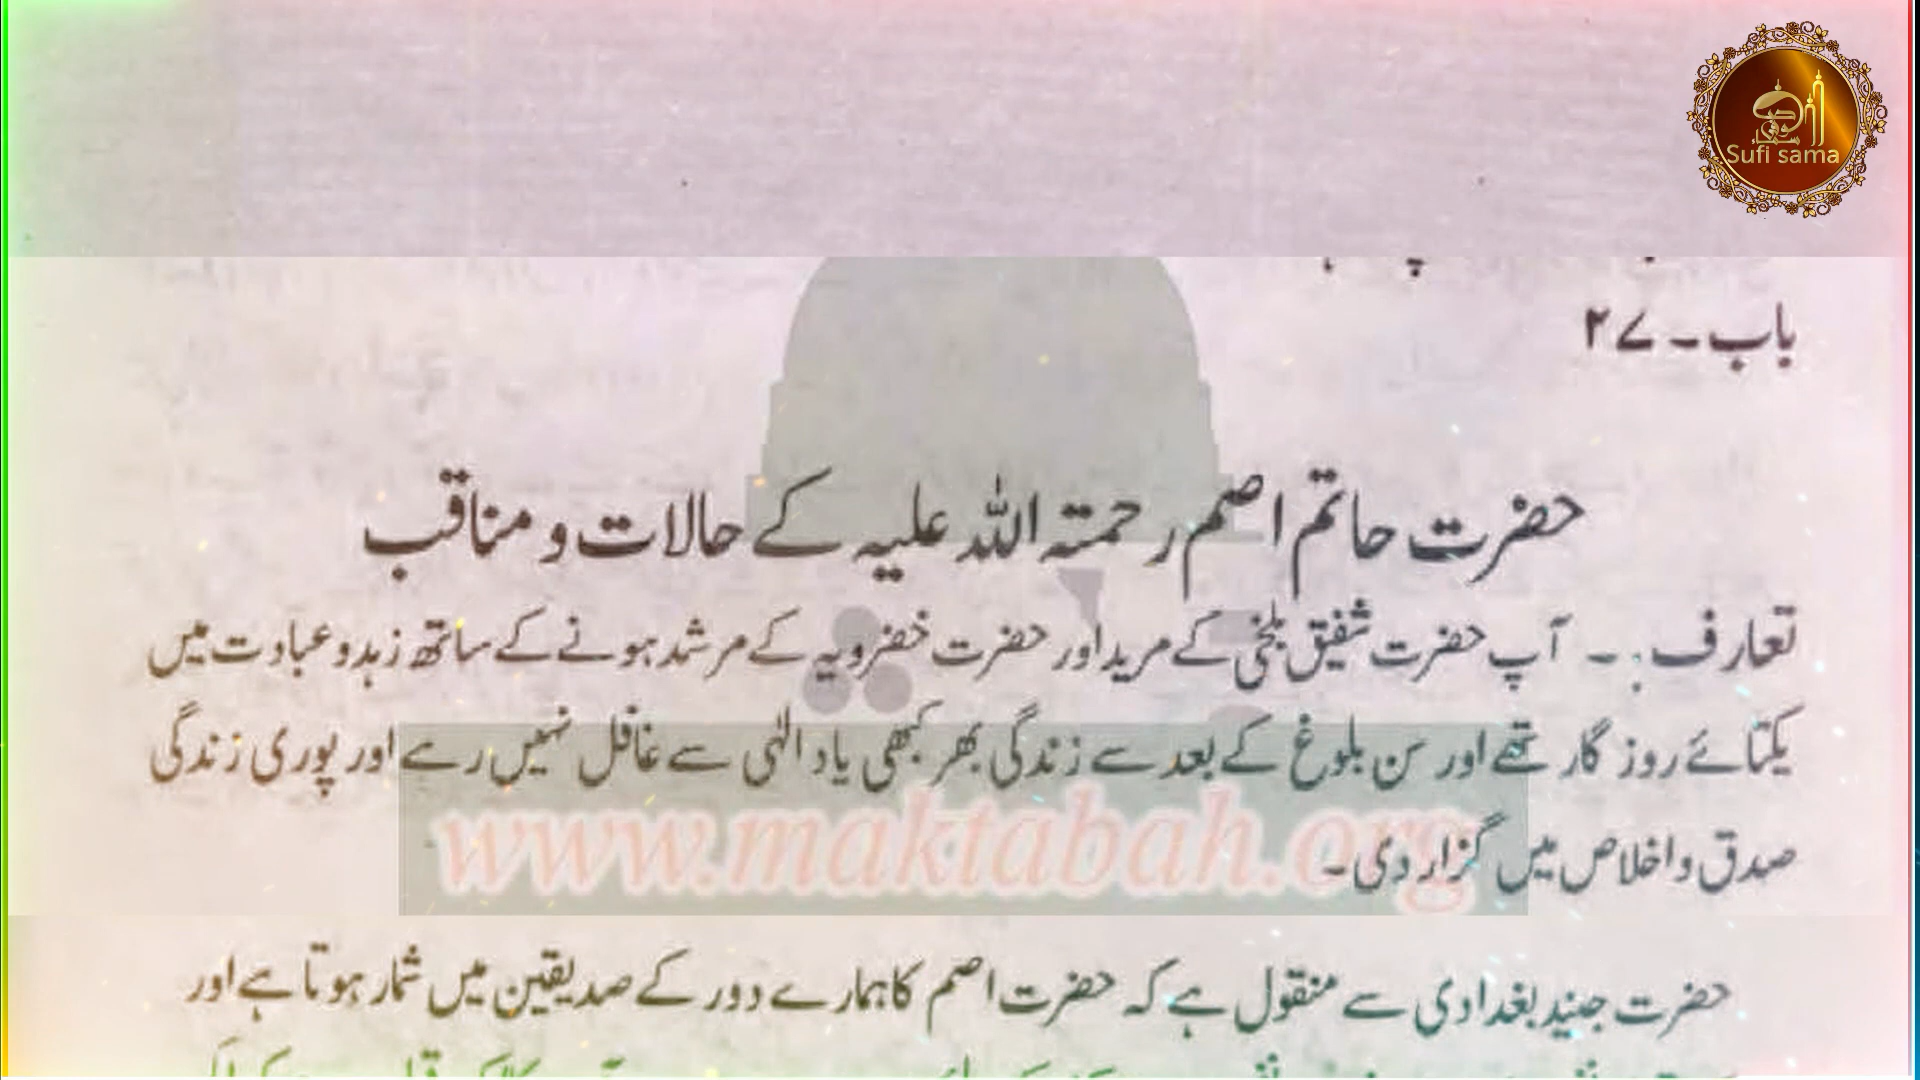 Sufi sama
باب ۔ ۲۷
حضرت حاتم اصم رحمتہ اللہ علیہ کے حالات و مناقب
تعارف :۔ آپ حضرت شفیق بلخی کے مرید اور حضرت خضرویہ کے مرشد ہونے کے ساتھ زہد و عبادت میں
یکتائے روزگار تھے اور سن بلوغ کے بعد سے زندگی بھر کبھی یاد الٰہی سے غافل نہیں رہے اور پوری زندگی
صدق و اخلاص میں گزار دی۔
www.maktabah.org
حضرت جنید بغدادی سے منقول ہے کہ حضرت اصم کا ہمارے دور کے صدیقین میں شمار ہوتا ہے اور